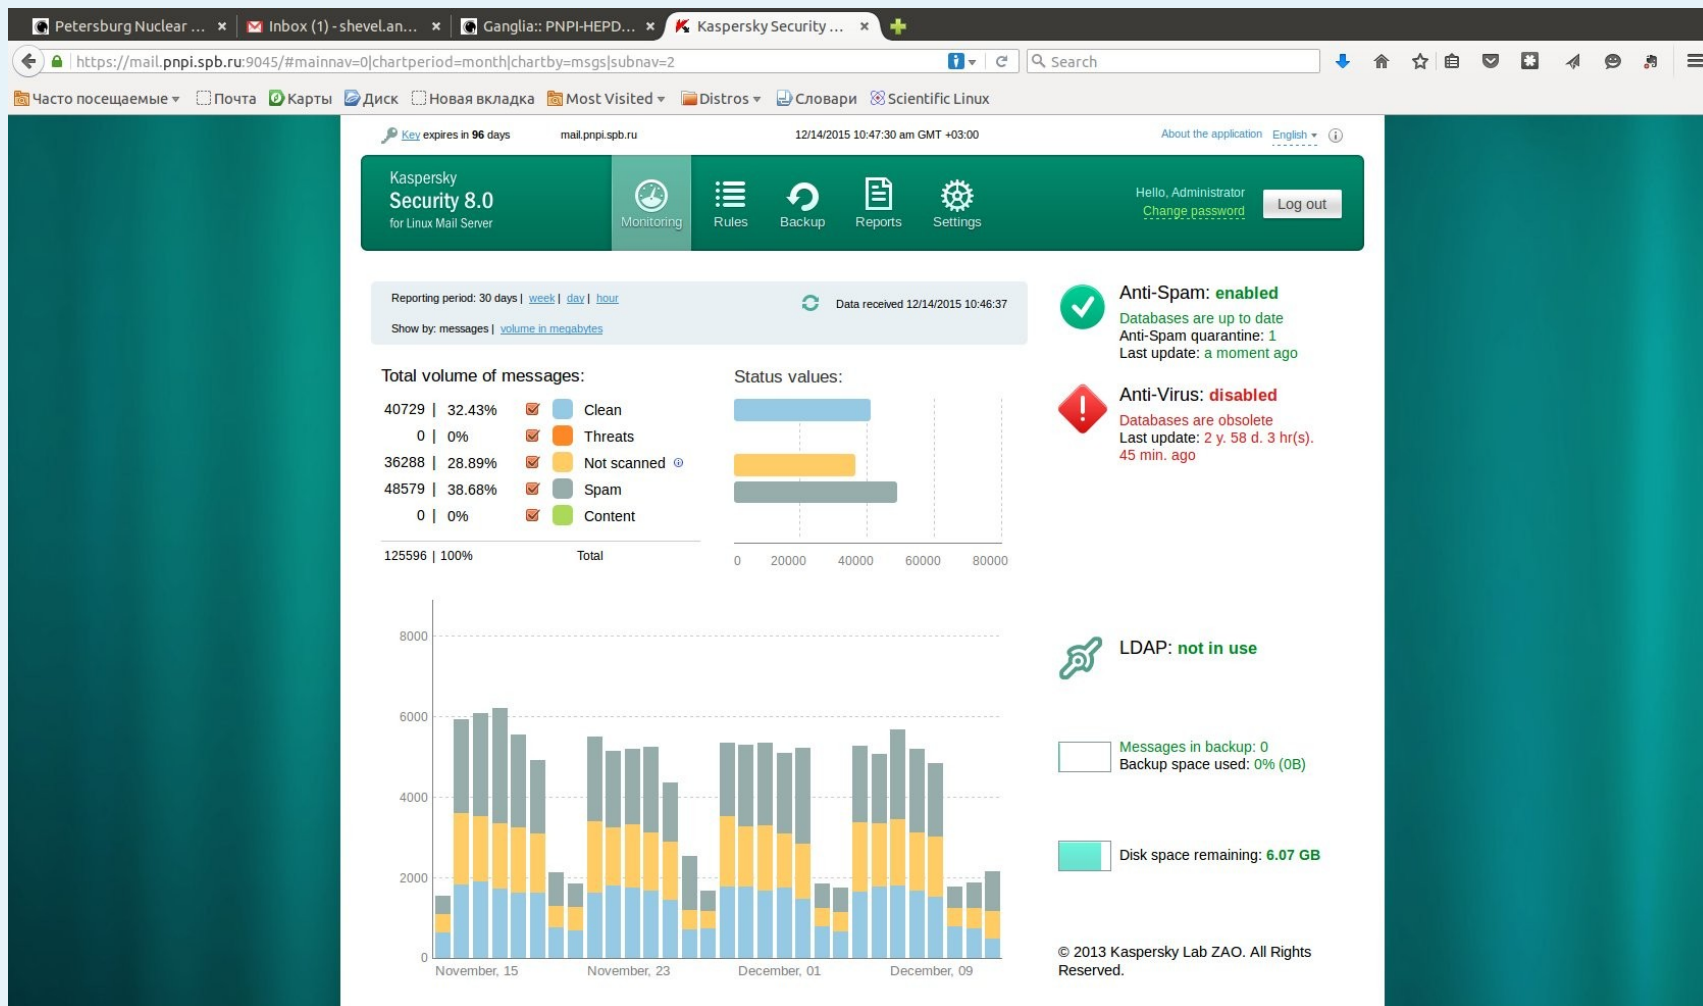 Petersburg Nuclear ... × Inbox (1) - shevel.an... × Ganglia:: PNPI-HEPD... × Kaspersky Security ... ×
https://mail.pnpi.spb.ru:9045/#mainnav=0|chartperiod=month|chartby=msgs|subnav=2 Search
Часто посещаемые Почта Карты Диск Новая вкладка Most Visited Distros Словари Scientific Linux
Key expires in 96 days mail.pnpi.spb.ru 12/14/2015 10:47:30 am GMT +03:00 About the application English
Kaspersky
Security 8.0
for Linux Mail Server
Monitoring Rules Backup Reports Settings
Hello, Administrator
Change password
Log out
Reporting period: 30 days | week | day | hour
Data received 12/14/2015 10:46:37
Show by: messages | volume in megabytes
Total volume of messages:
40729 | 32.43% Clean
0 | 0% Threats
36288 | 28.89% Not scanned
48579 | 38.68% Spam
0 | 0% Content
125596 | 100% Total
Status values:
0 20000 40000 60000 80000
Anti-Spam: enabled
Databases are up to date
Anti-Spam quarantine: 1
Last update: a moment ago
Anti-Virus: disabled
Databases are obsolete
Last update: 2 y. 58 d. 3 hr(s).
45 min. ago
8000
6000
4000
2000
0
November, 15 November, 23 December, 01 December, 09
LDAP: not in use
Messages in backup: 0
Backup space used: 0% (0B)
Disk space remaining: 6.07 GB
© 2013 Kaspersky Lab ZAO. All Rights
Reserved.